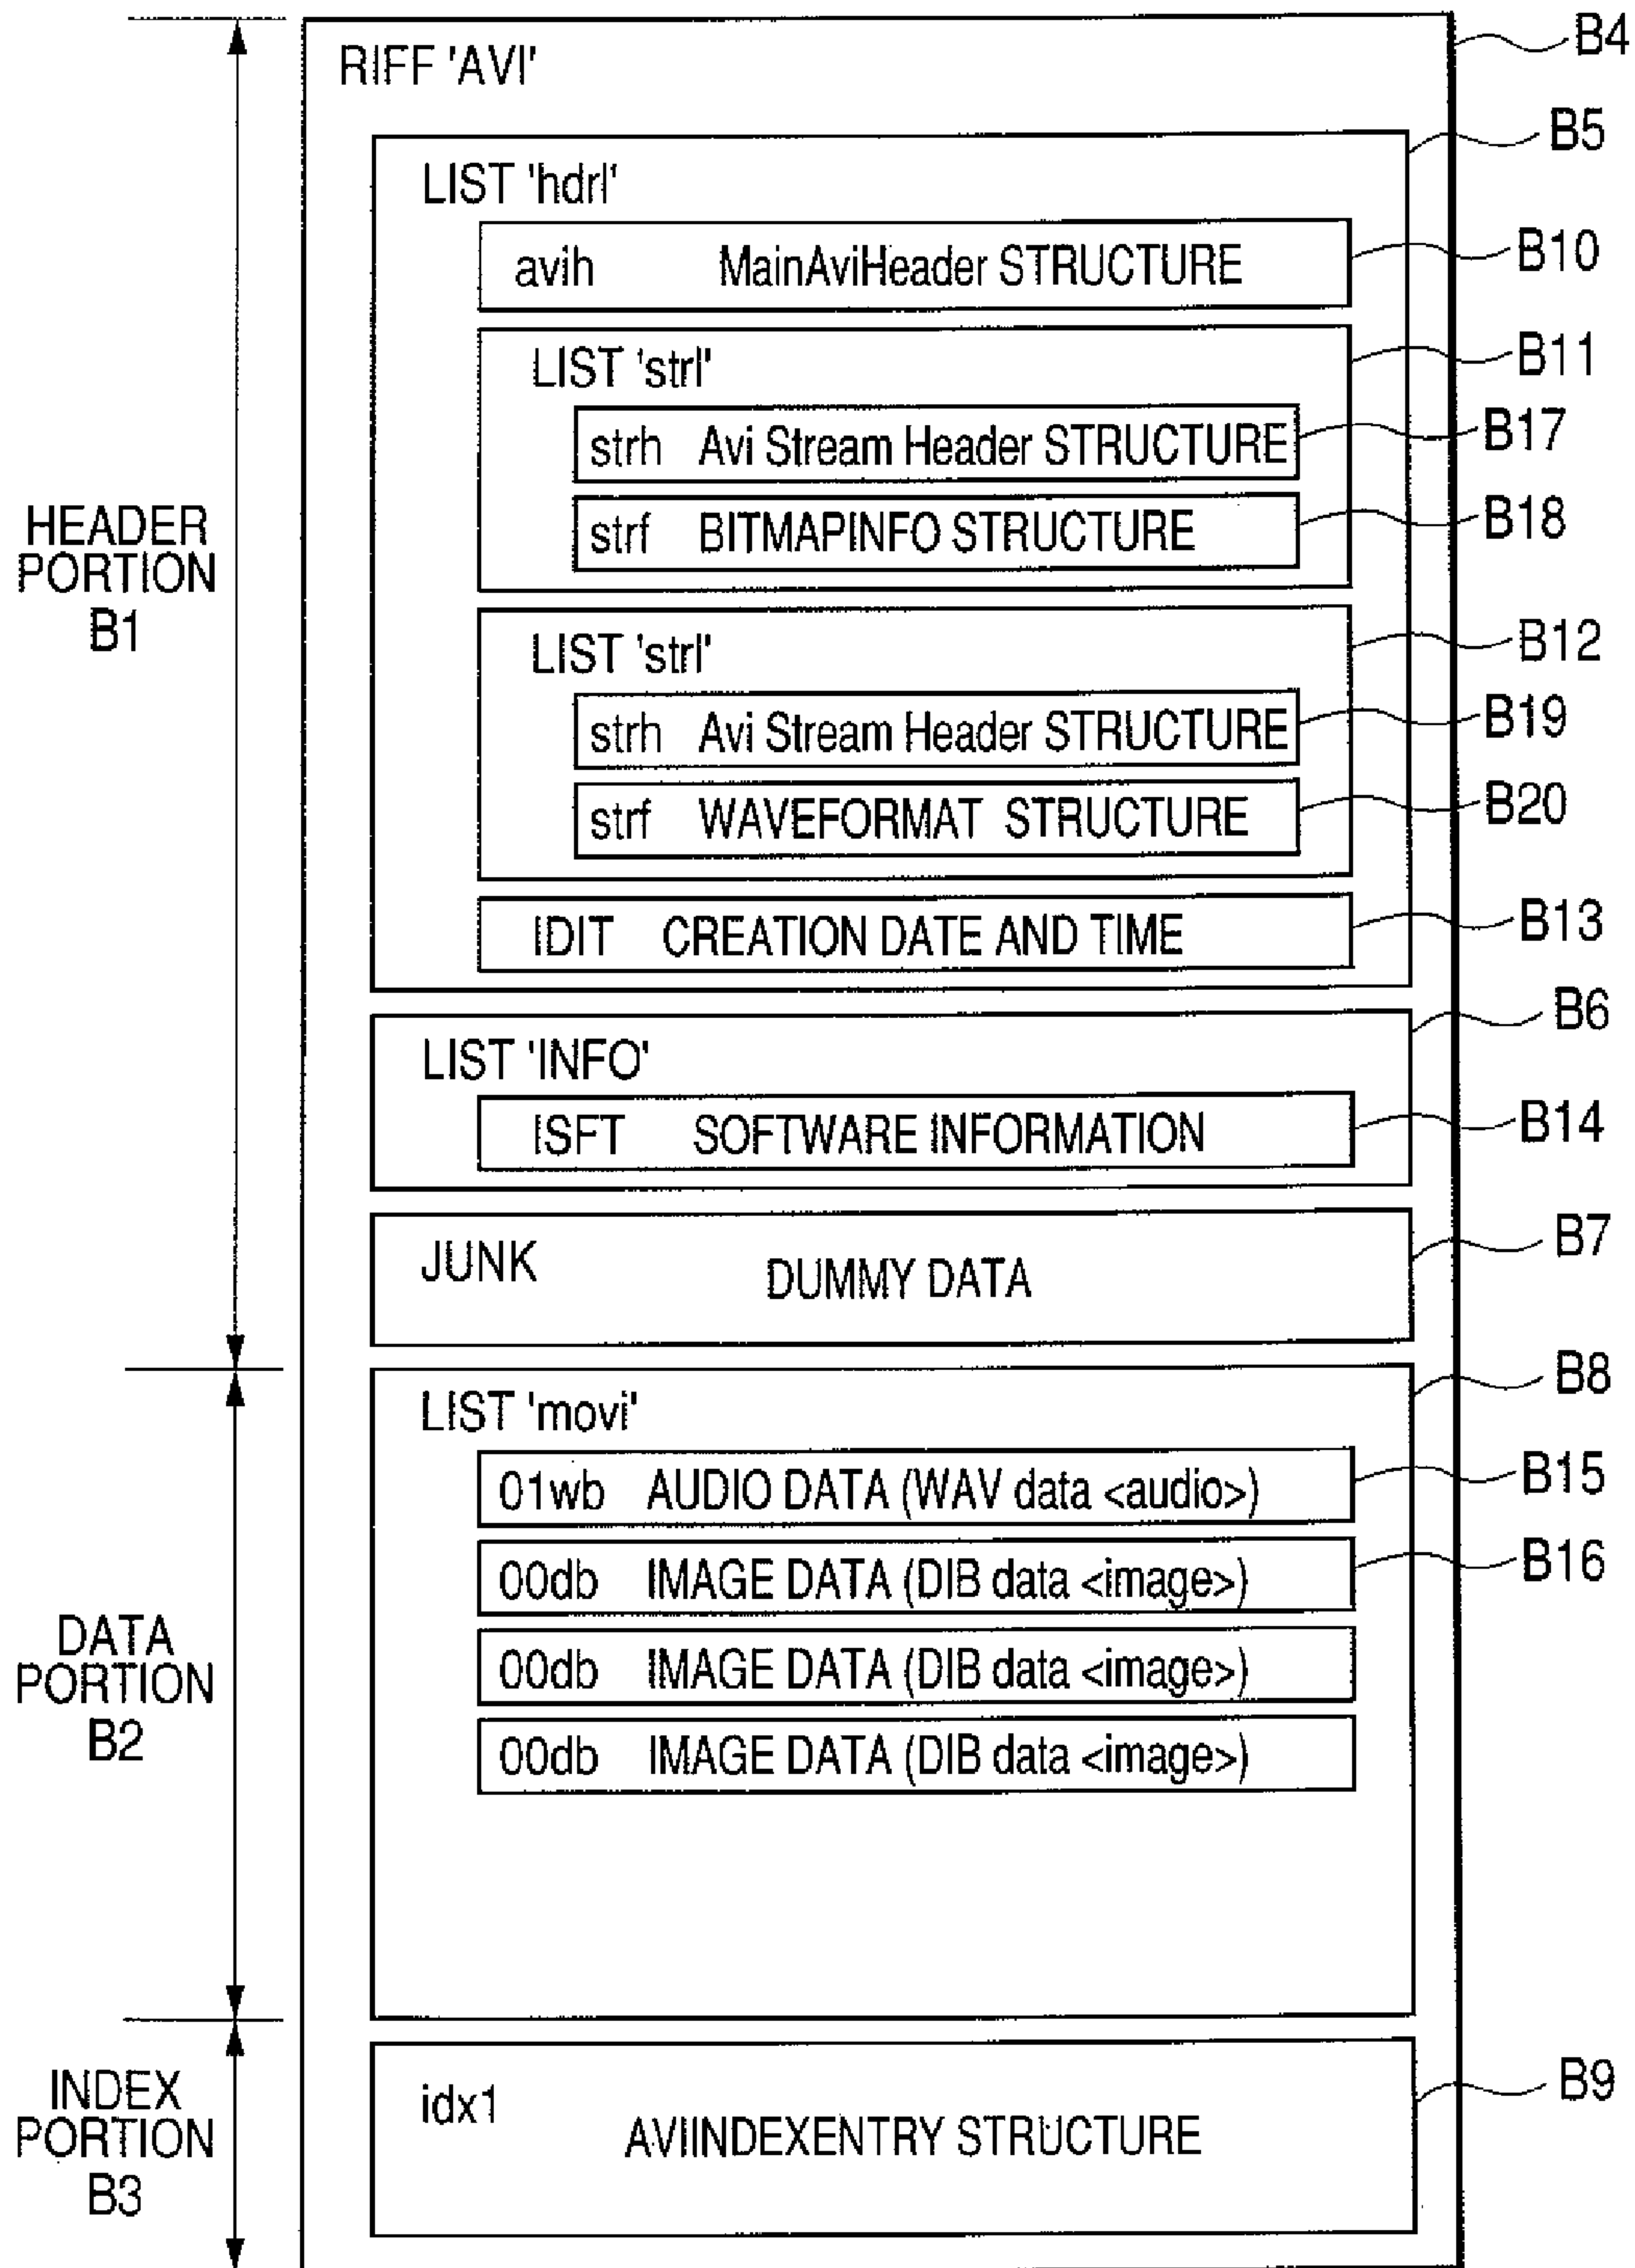 RIFF 'AVI'
B4
LIST 'hdrl'
B5
avih MainAviHeader STRUCTURE
B10
LIST 'strl'
B11
strh Avi Stream Header STRUCTURE
B17
strf BITMAPINFO STRUCTURE
B18
LIST 'strl'
B12
strh Avi Stream Header STRUCTURE
B19
strf WAVEFORMAT STRUCTURE
B20
IDIT CREATION DATE AND TIME
B13
LIST 'INFO'
B6
ISFT SOFTWARE INFORMATION
B14
JUNK DUMMY DATA
B7
HEADER
PORTION
B1
LIST 'movi'
B8
01wb AUDIO DATA (WAV data <audio>)
B15
00db IMAGE DATA (DIB data <image>)
B16
00db IMAGE DATA (DIB data <image>)
00db IMAGE DATA (DIB data <image>)
DATA
PORTION
B2
idx1 AVIINDEXENTRY STRUCTURE
B9
INDEX
PORTION
B3